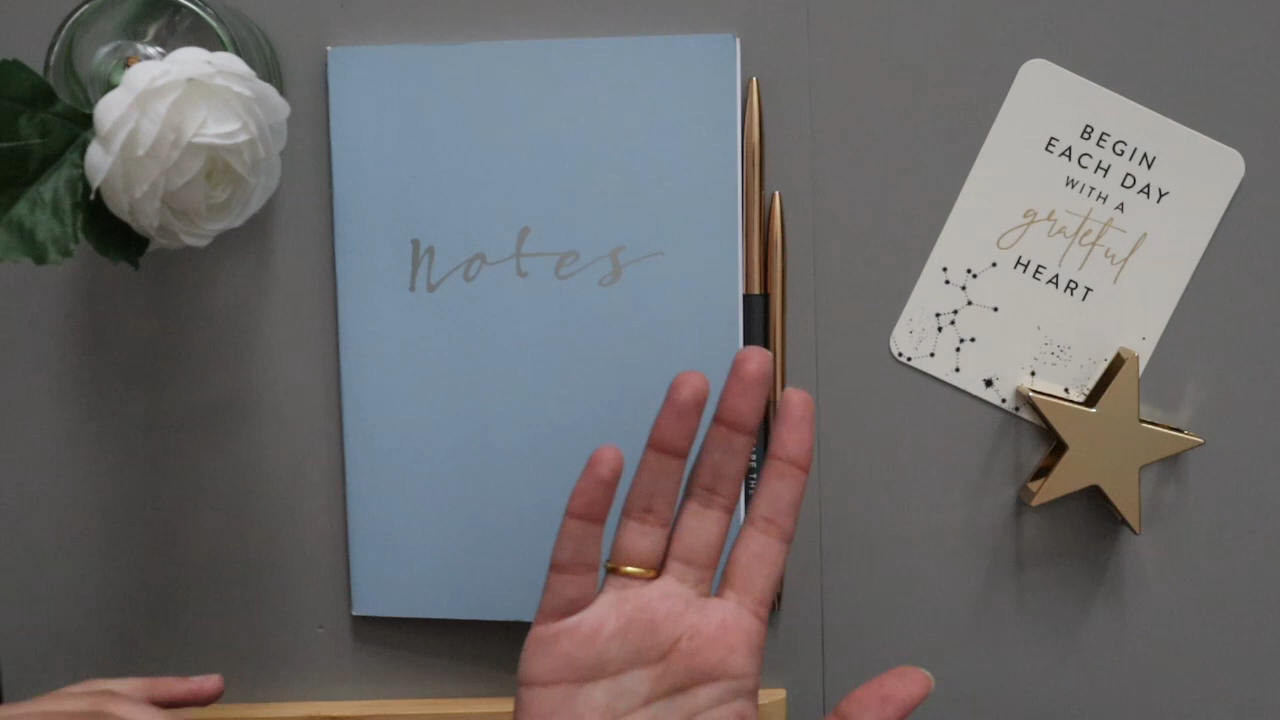 notes
BEGIN
EACH DAY
WITH A
grateful
HEART